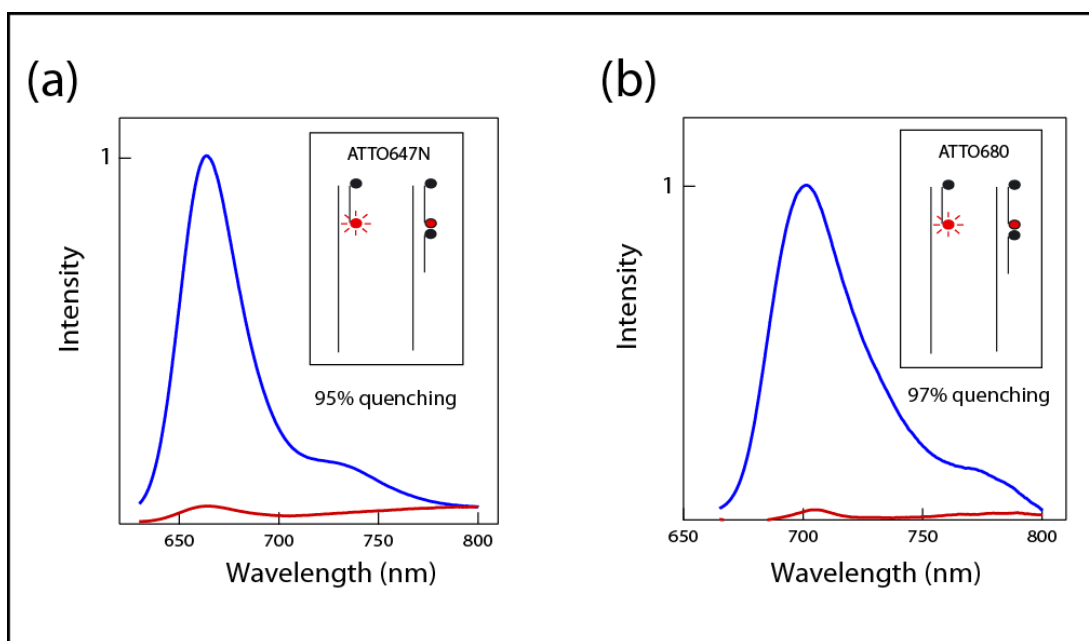 (a)
ATTO647N
1
Intensity
95% quenching
650
700
750
800
Wavelength (nm)
(b)
ATTO680
1
Intensity
97% quenching
650
700
750
800
Wavelength (nm)